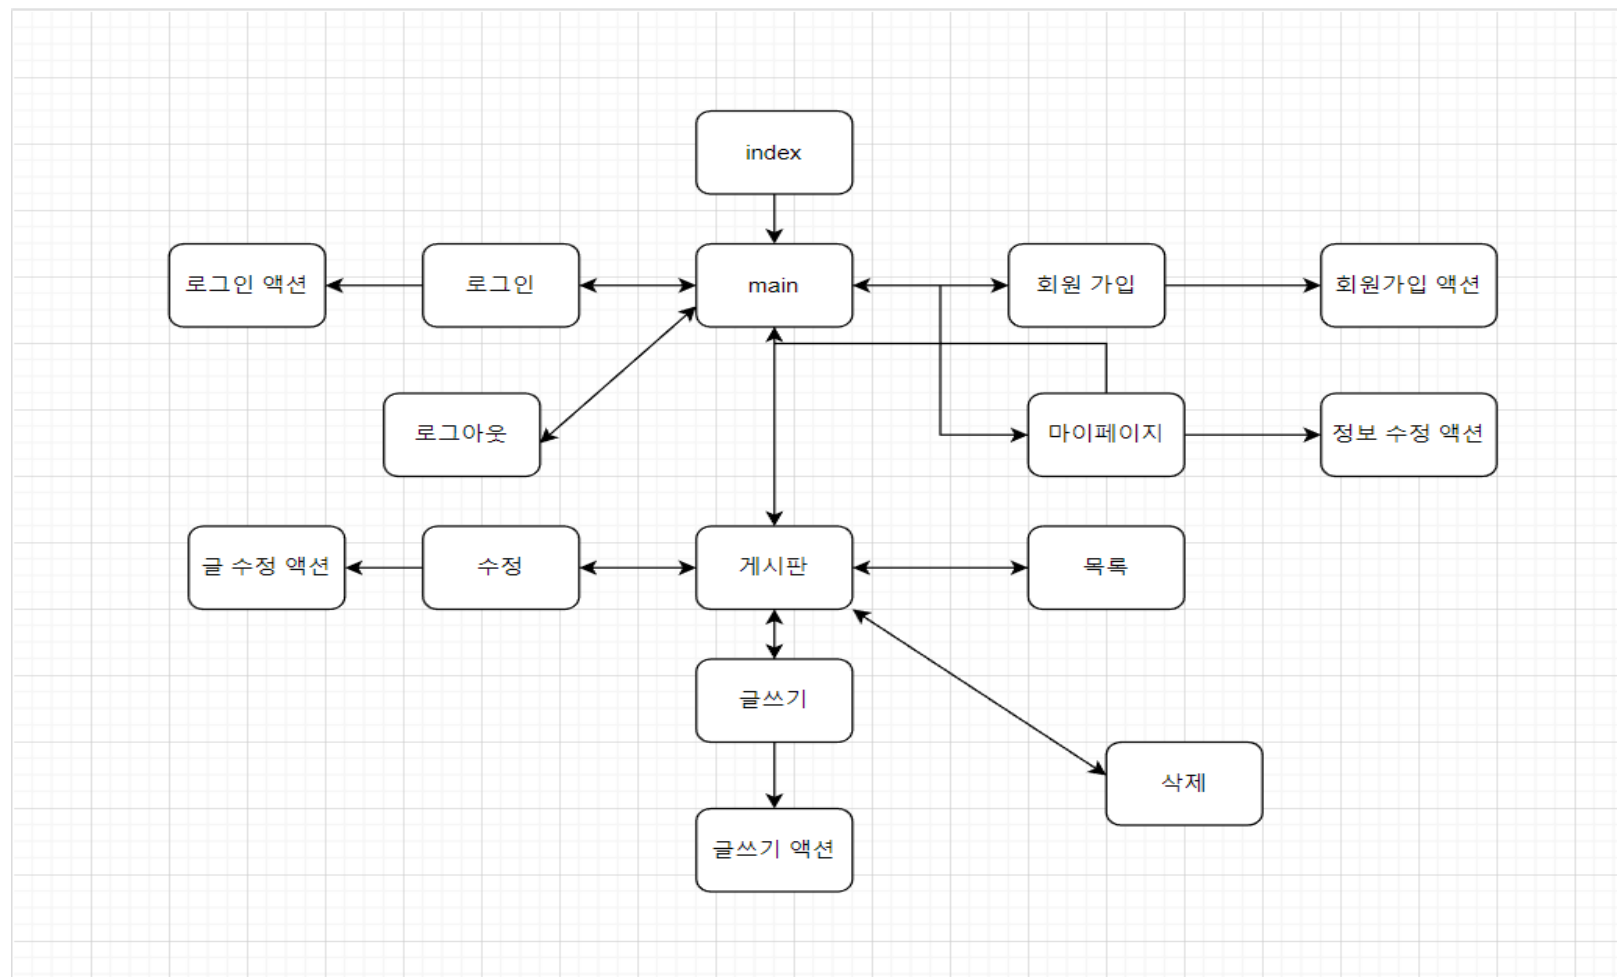 index
로그인 액션
로그인
main
회원 가입
회원가입 액션
로그아웃
마이페이지
정보 수정 액션
글 수정 액션
수정
게시판
목록
글쓰기
삭제
글쓰기 액션